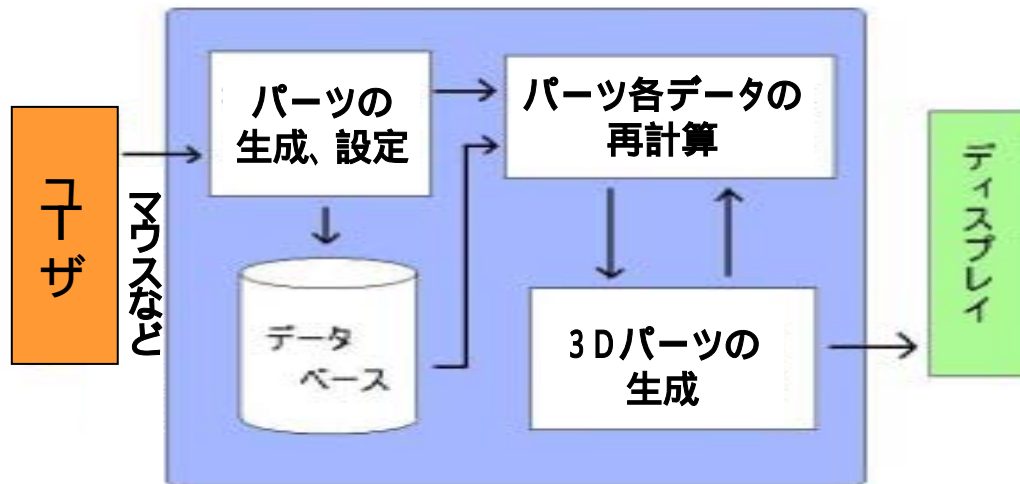 ユーザ
マウスなど
パーツの
生成、設定
データ
ベース
パーツ各データの
再計算
3Dパーツの
生成
ディスプレイ